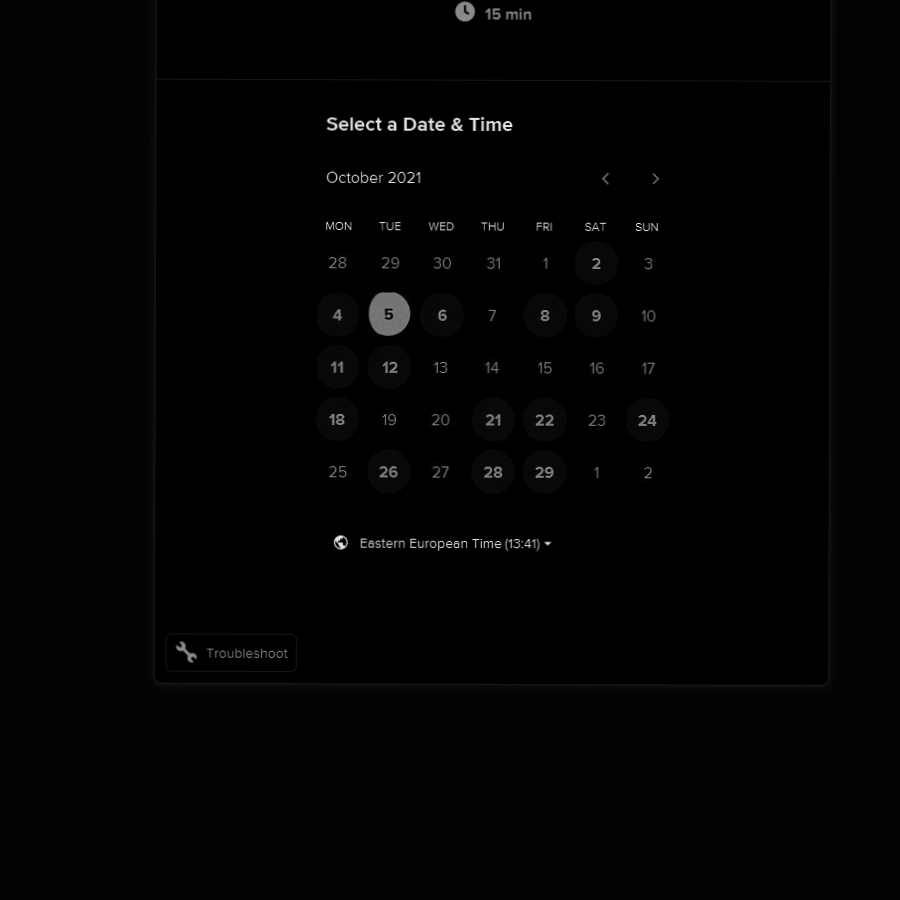 15 min
Select a Date & Time
October 2021
MON TUE WED THU FRI SAT SUN
28 29 30 31 1 2 3
4 5 6 7 8 9 10
11 12 13 14 15 16 17
18 19 20 21 22 23 24
25 26 27 28 29 1 2
Eastern European Time (13:41)
Troubleshoot